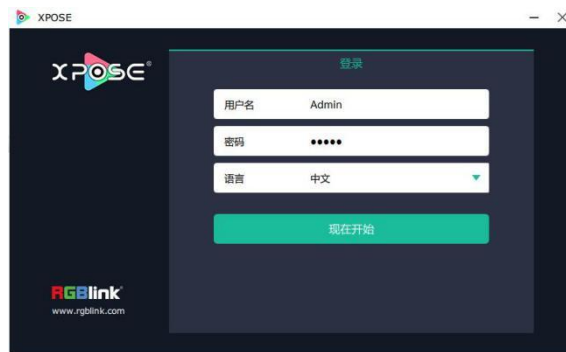 XPOSE
XPOSE®
登录
用户名 Admin
密码 •••••
语言 中文
现在开始
RGBlink
www.rgblink.com